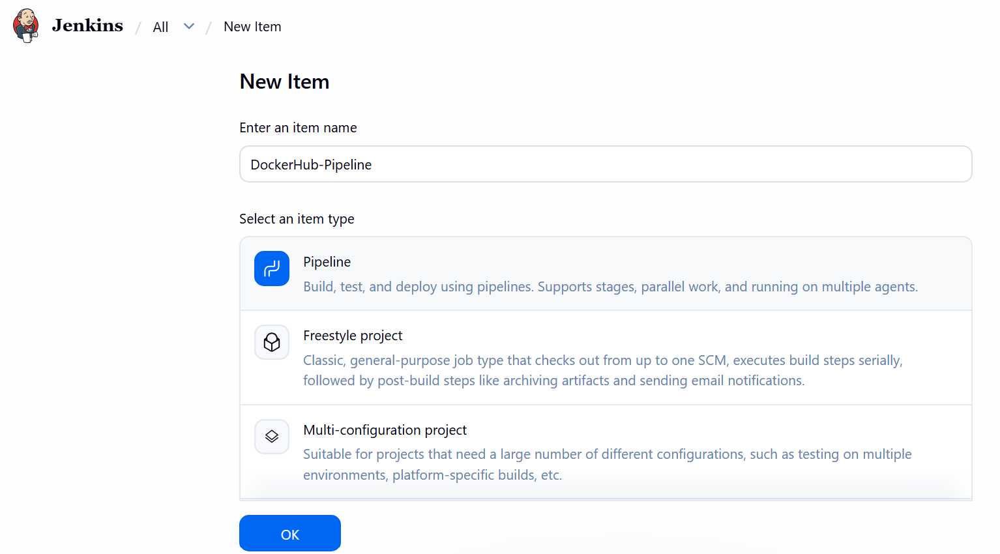 Jenkins / All / New Item
New Item
Enter an item name
DockerHub-Pipeline
Select an item type
Pipeline
Build, test, and deploy using pipelines. Supports stages, parallel work, and running on multiple agents.
Freestyle project
Classic, general-purpose job type that checks out from up to one SCM, executes build steps serially,
followed by post-build steps like archiving artifacts and sending email notifications.
Multi-configuration project
Suitable for projects that need a large number of different configurations, such as testing on multiple
environments, platform-specific builds, etc.
OK